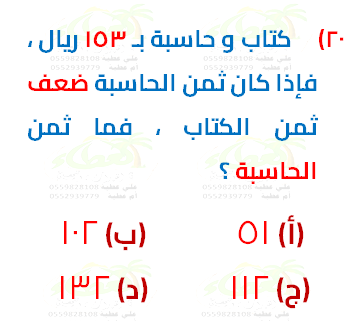 ٢٠) كتاب و حاسبة بـ ١٥٣ ريال ،
فإذا كان ثمن الحاسبة ضعف
ثمن الكتاب ، فما ثمن
الحاسبة ؟
(أ) ٥١ (ب) ١٠٢
(ج) ١١٢ (د) ١٣٢